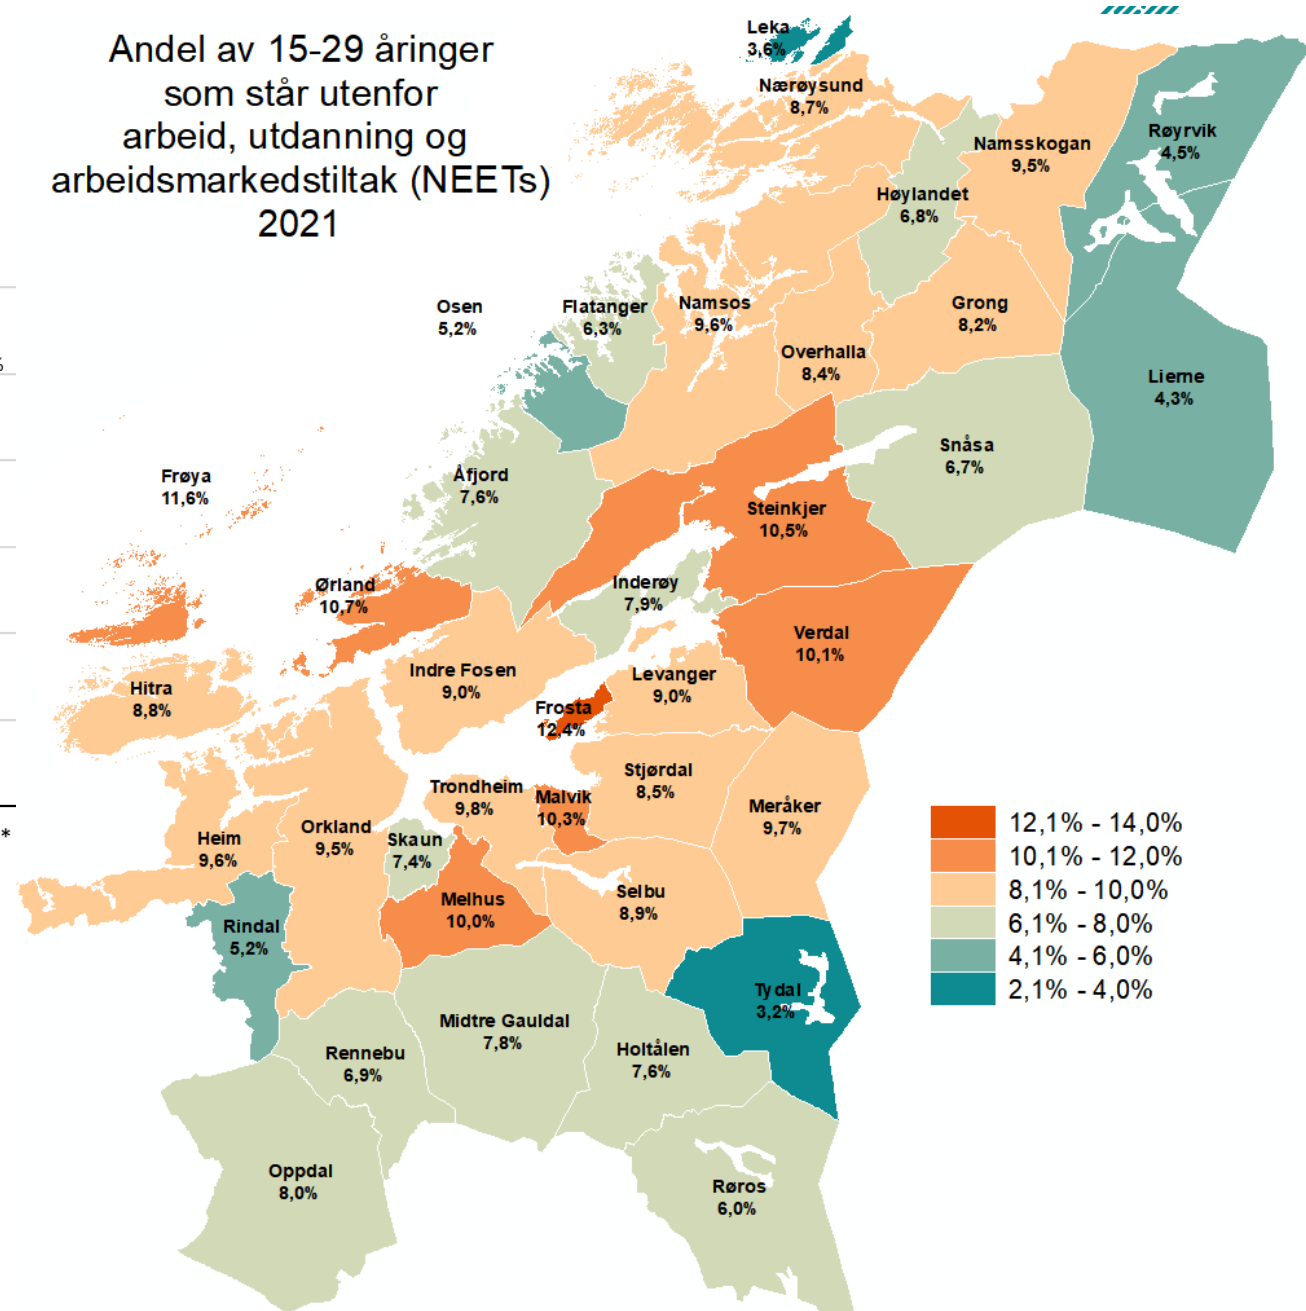 Andel av 15-29 åringer
som står utenfor
arbeid, utdanning og
arbeidsmarkedstiltak (NEETs)
2021
Leka
3,6%
Nærøysund
8,7%
Namsskogan
9,5%
Røyrvik
4,5%
Høylandet
6,8%
Osen
5,2%
Flatanger
6,3%
Namsos
9,6%
Grong
8,2%
%
Overhalla
8,4%
Lierne
4,3%
Snåsa
6,7%
Frøya
11,6%
Åfjord
7,6%
Steinkjer
10,5%
Ørland
10,7%
Inderøy
7,9%
Verdal
10,1%
Indre Fosen
9,0%
Levanger
9,0%
Hitra
8,8%
Frosta
12,4%
Stjørdal
8,5%
Trondheim
9,8%
Malvik
10,3%
Meråker
9,7%
Orkland
9,5%
Skaun
7,4%
Heim
9,6%
*
Selbu
8,9%
Melhus
10,0%
Rindal
5,2%
Tydal
3,2%
Midtre Gauldal
7,8%
Holtålen
7,6%
Rennebu
6,9%
Oppdal
8,0%
Røros
6,0%
12,1% - 14,0%
10,1% - 12,0%
8,1% - 10,0%
6,1% - 8,0%
4,1% - 6,0%
2,1% - 4,0%